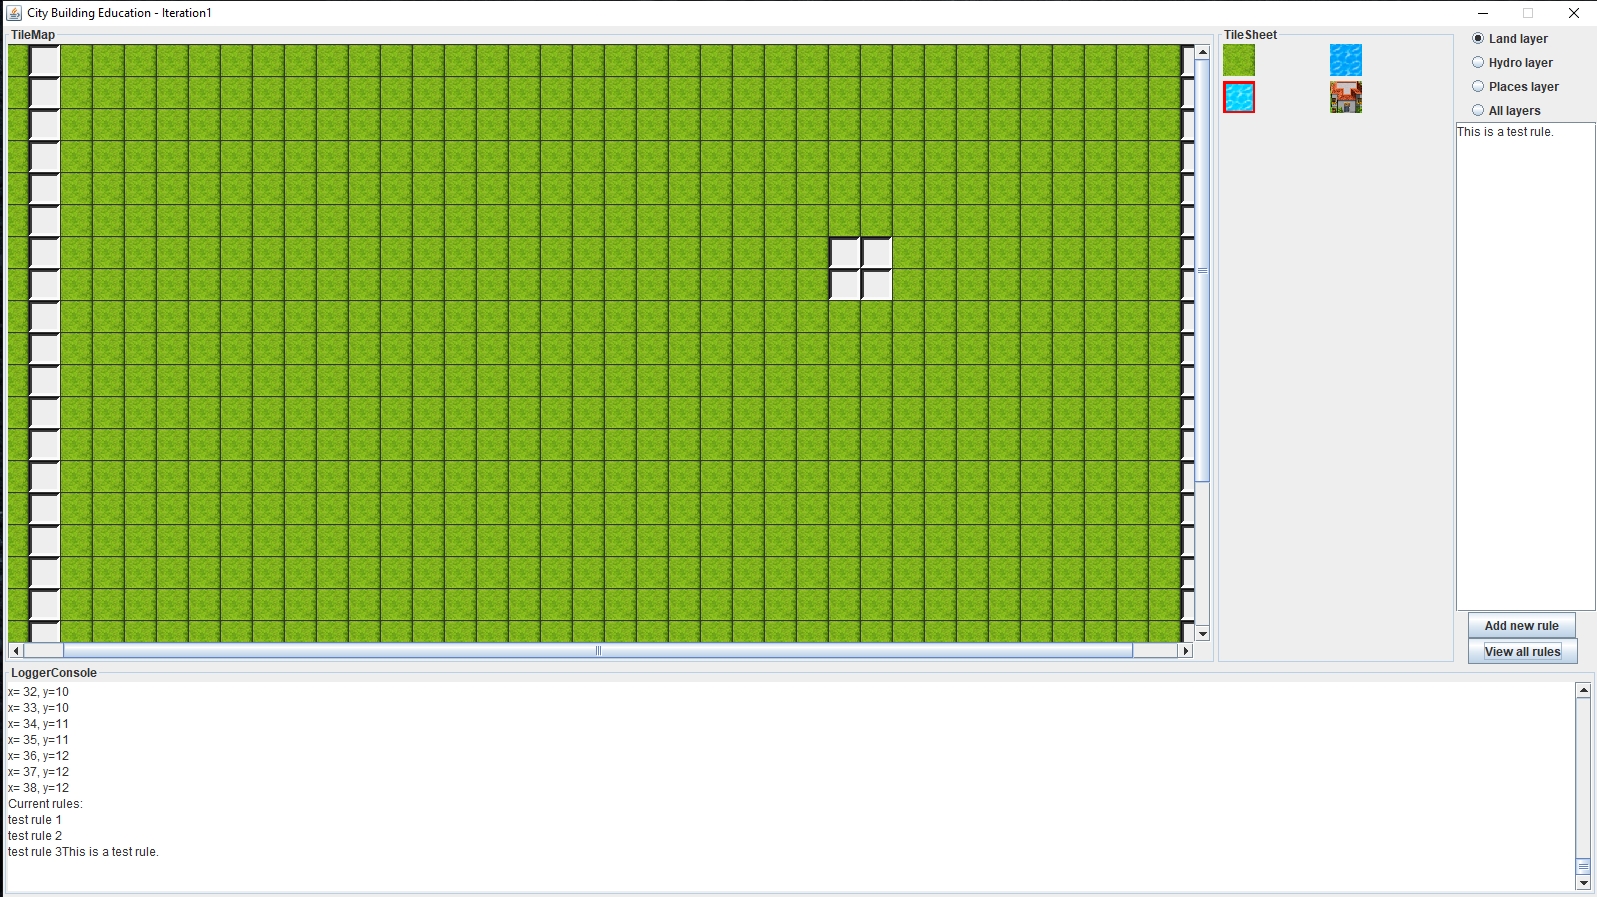 City Building Education - Iteration1
TileMap
TileSheet
Land layer
Hydro layer
Places layer
All layers
This is a test rule.
Add new rule
View all rules
LoggerConsole
x= 32, y=10
x= 33, y=10
x= 34, y=11
x= 35, y=11
x= 36, y=12
x= 37, y=12
x= 38, y=12
Current rules:
test rule 1
test rule 2
test rule 3This is a test rule.